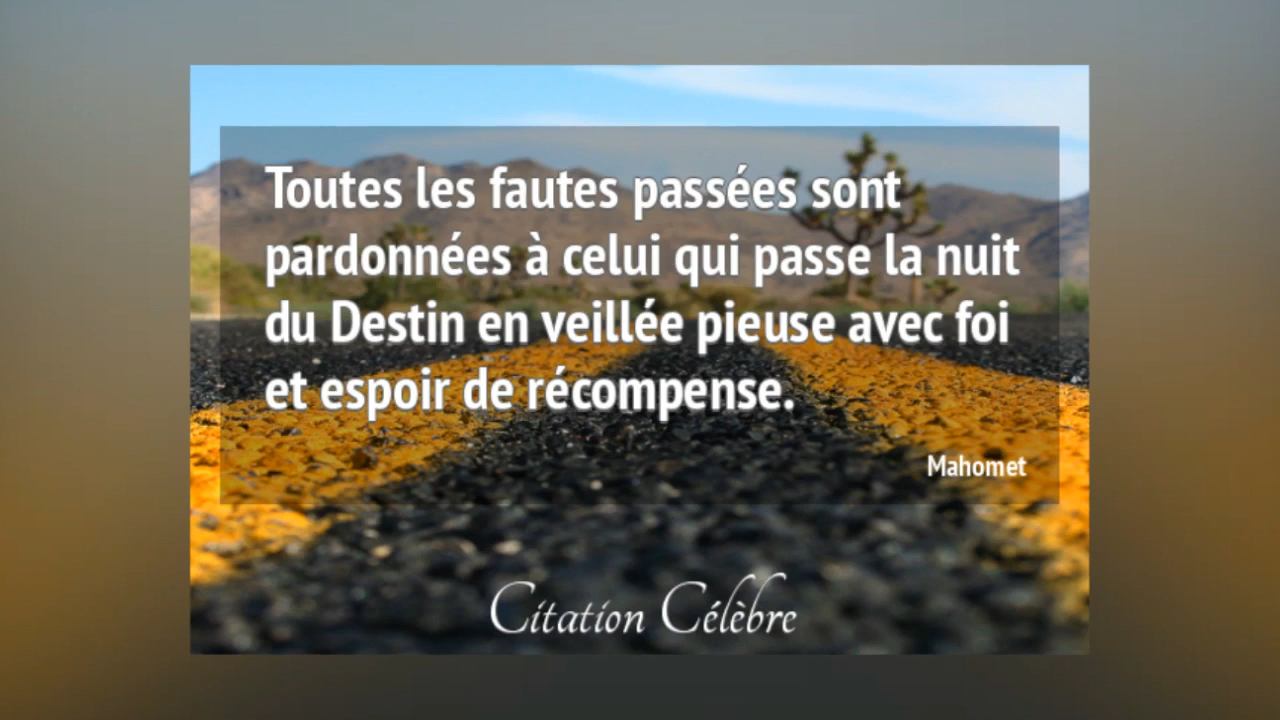 Toutes les fautes passées sont
pardonnées à celui qui passe la nuit
du Destin en veillée pieuse avec foi
et espoir de récompense.
Mahomet
Citation Célèbre